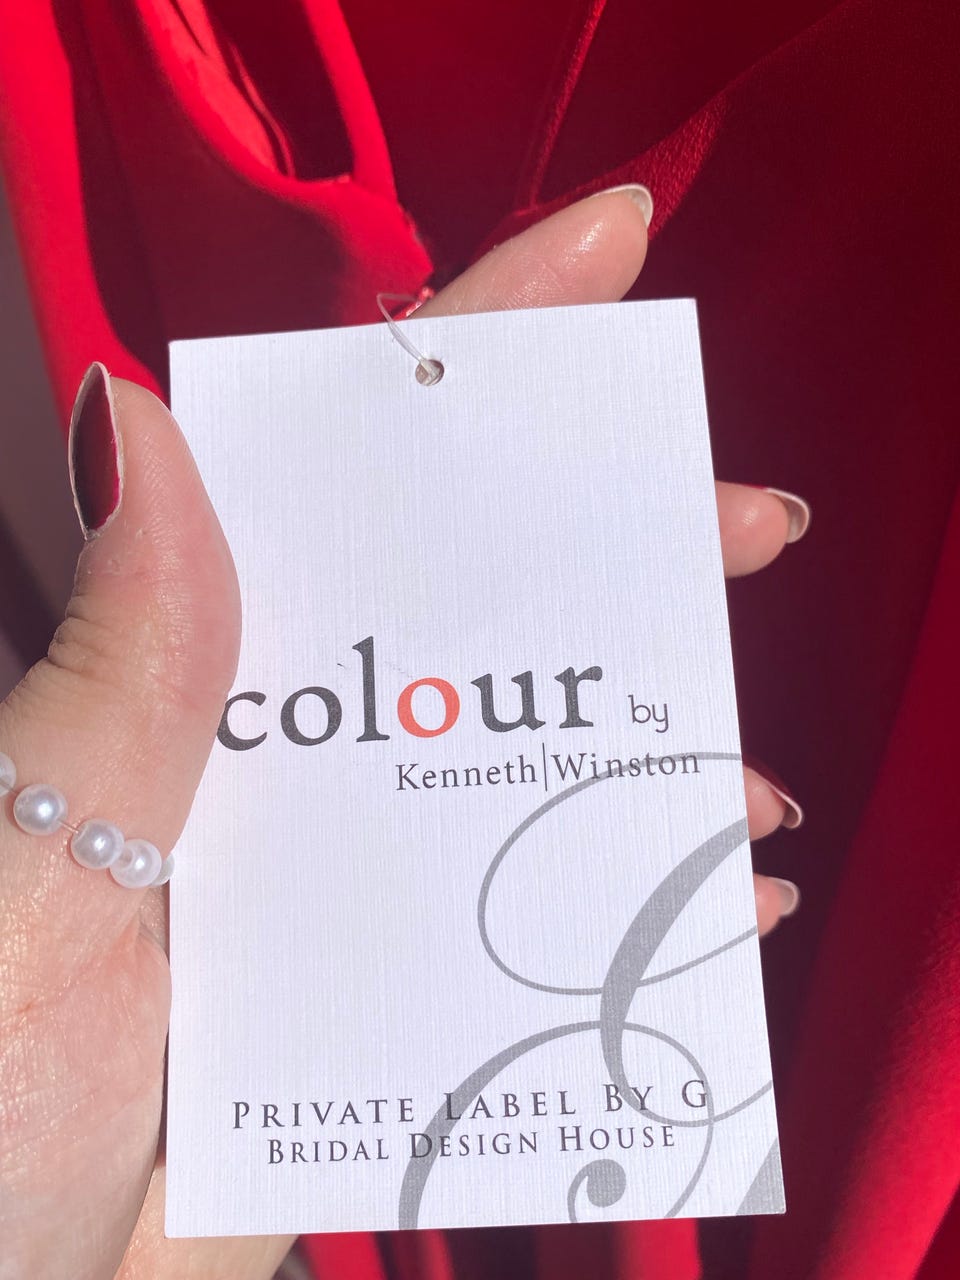 colour by
Kenneth|Winston
PRIVATE LABEL BY G
BRIDAL DESIGN HOUSE